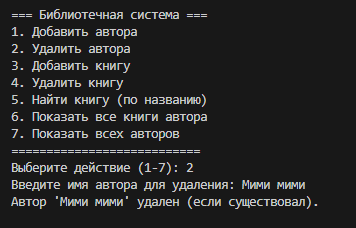 === Библиотечная система ===
1. Добавить автора
2. Удалить автора
3. Добавить книгу
4. Удалить книгу
5. Найти книгу (по названию)
6. Показать все книги автора
7. Показать всех авторов
===========================
Выберите действие (1-7): 2
Введите имя автора для удаления: Мими мими
Автор 'Мими мими' удален (если существовал).